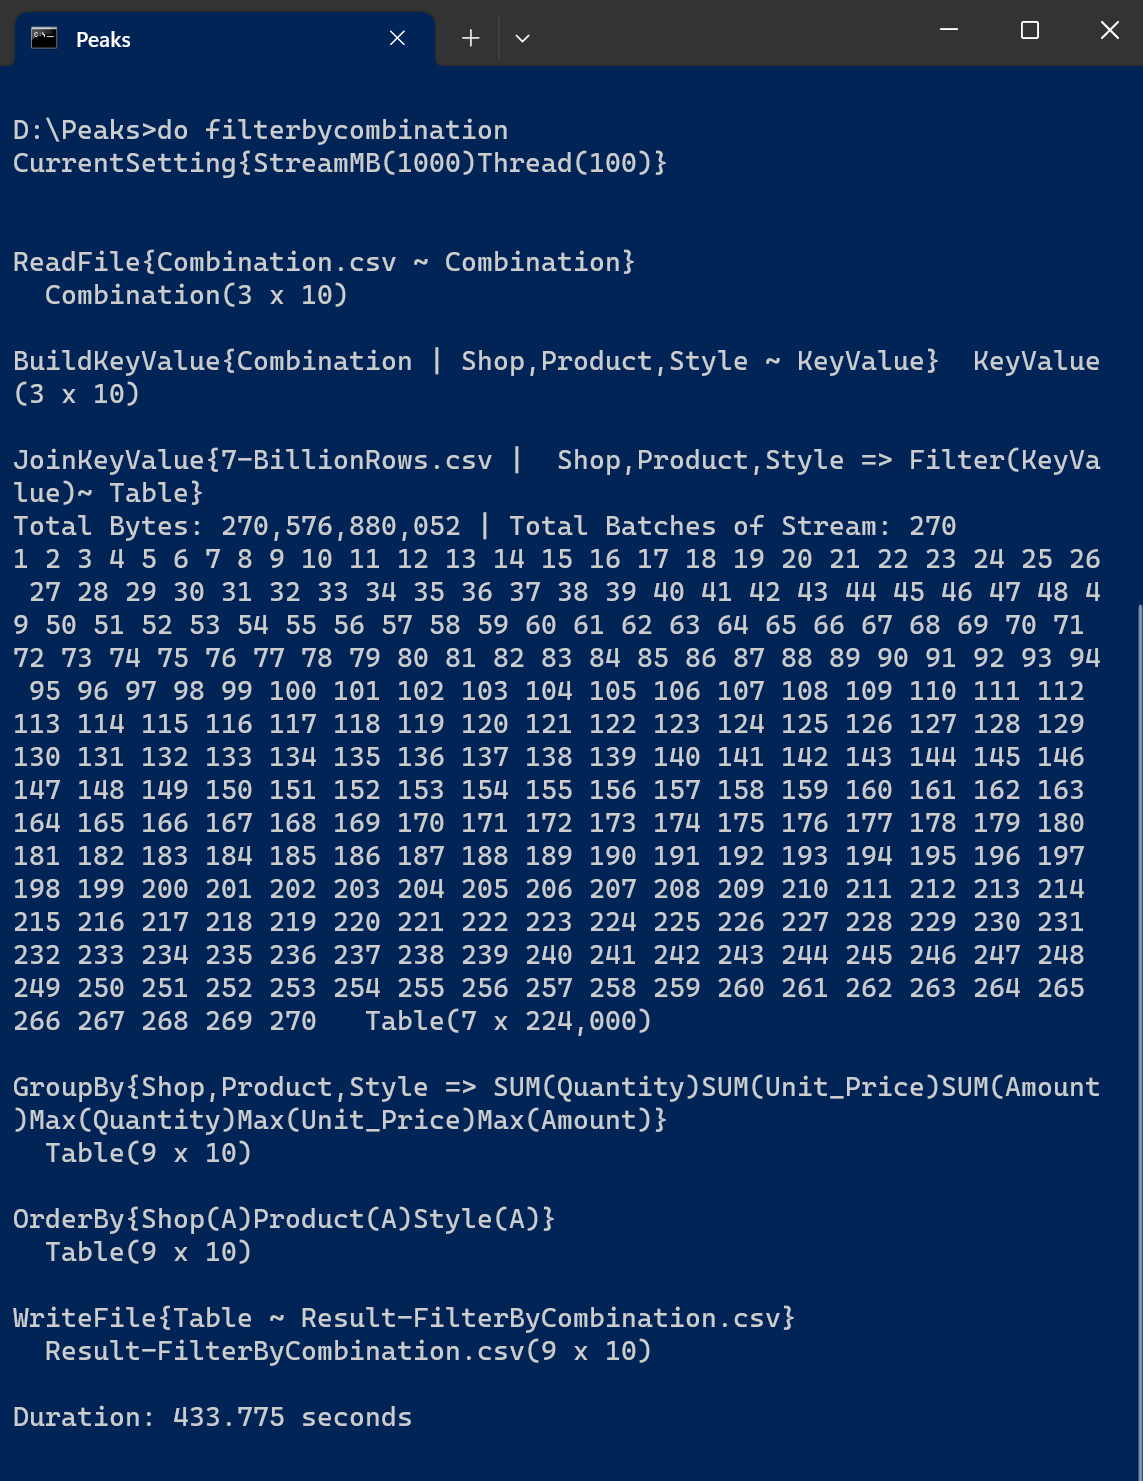 Peaks
D:\Peaks>do filterbycombination
CurrentSetting{StreamMB(1000)Thread(100)}
ReadFile{Combination.csv ~ Combination}
  Combination(3 x 10)
BuildKeyValue{Combination | Shop,Product,Style ~ KeyValue}  KeyValue
(3 x 10)
JoinKeyValue{7-BillionRows.csv |  Shop,Product,Style => Filter(KeyVa
lue)~ Table}
Total Bytes: 270,576,880,052 | Total Batches of Stream: 270
1 2 3 4 5 6 7 8 9 10 11 12 13 14 15 16 17 18 19 20 21 22 23 24 25 26
 27 28 29 30 31 32 33 34 35 36 37 38 39 40 41 42 43 44 45 46 47 48 4
9 50 51 52 53 54 55 56 57 58 59 60 61 62 63 64 65 66 67 68 69 70 71
72 73 74 75 76 77 78 79 80 81 82 83 84 85 86 87 88 89 90 91 92 93 94
 95 96 97 98 99 100 101 102 103 104 105 106 107 108 109 110 111 112
113 114 115 116 117 118 119 120 121 122 123 124 125 126 127 128 129
130 131 132 133 134 135 136 137 138 139 140 141 142 143 144 145 146
147 148 149 150 151 152 153 154 155 156 157 158 159 160 161 162 163
164 165 166 167 168 169 170 171 172 173 174 175 176 177 178 179 180
181 182 183 184 185 186 187 188 189 190 191 192 193 194 195 196 197
198 199 200 201 202 203 204 205 206 207 208 209 210 211 212 213 214
215 216 217 218 219 220 221 222 223 224 225 226 227 228 229 230 231
232 233 234 235 236 237 238 239 240 241 242 243 244 245 246 247 248
249 250 251 252 253 254 255 256 257 258 259 260 261 262 263 264 265
266 267 268 269 270   Table(7 x 224,000)
GroupBy{Shop,Product,Style => SUM(Quantity)SUM(Unit_Price)SUM(Amount
)Max(Quantity)Max(Unit_Price)Max(Amount)}
  Table(9 x 10)
OrderBy{Shop(A)Product(A)Style(A)}
  Table(9 x 10)
WriteFile{Table ~ Result-FilterByCombination.csv}
  Result-FilterByCombination.csv(9 x 10)
Duration: 433.775 seconds